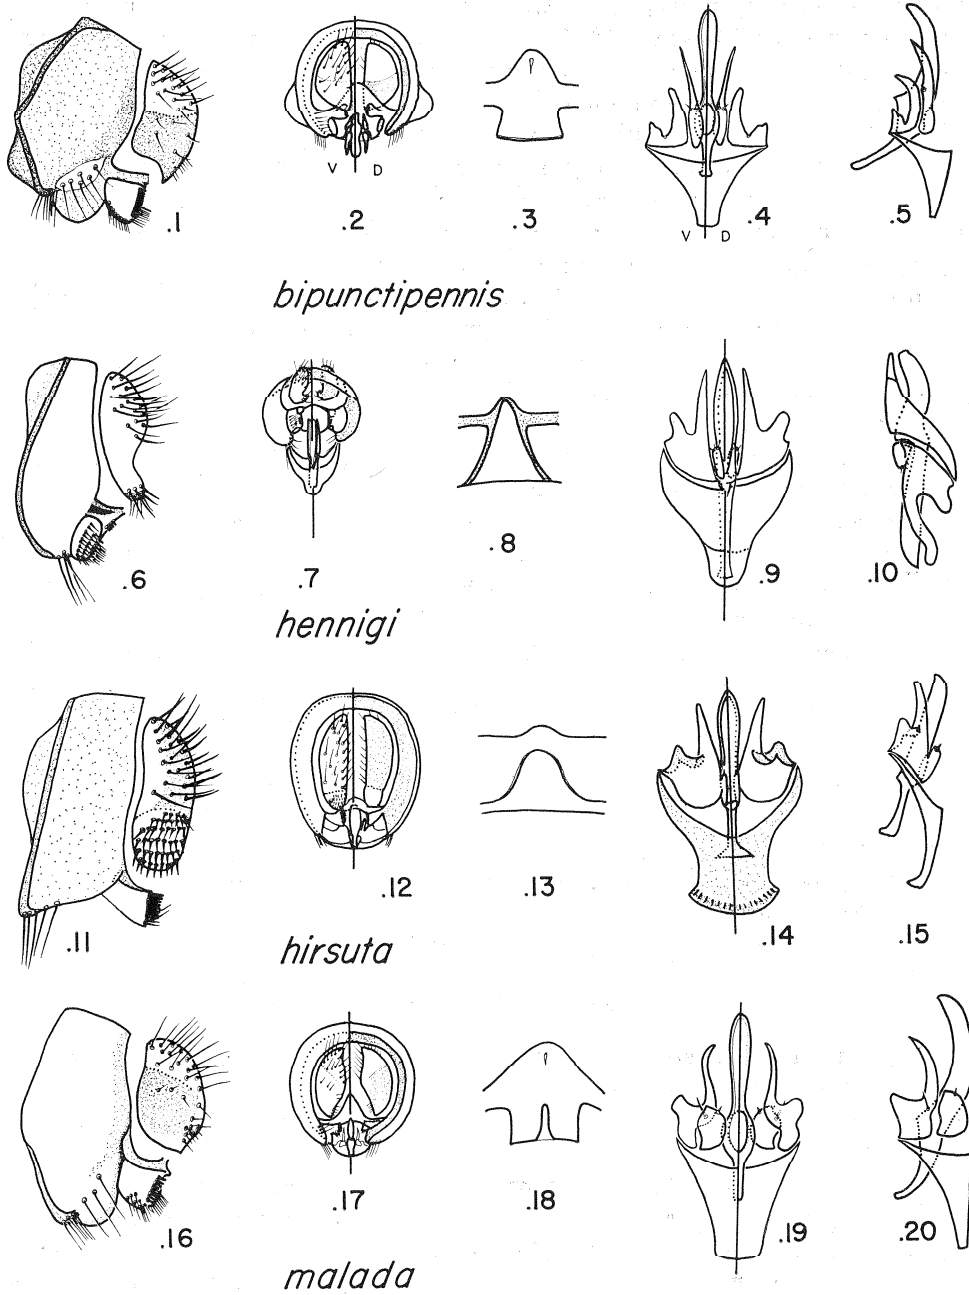 V D
.1 .2 .3 .4 .5
V D
bipunctipennis
.6 .7 .8 .9 .10
hennigi
.11 .12 .13 .14 .15
hirsuta
.16 .17 .18 .19 .20
malada